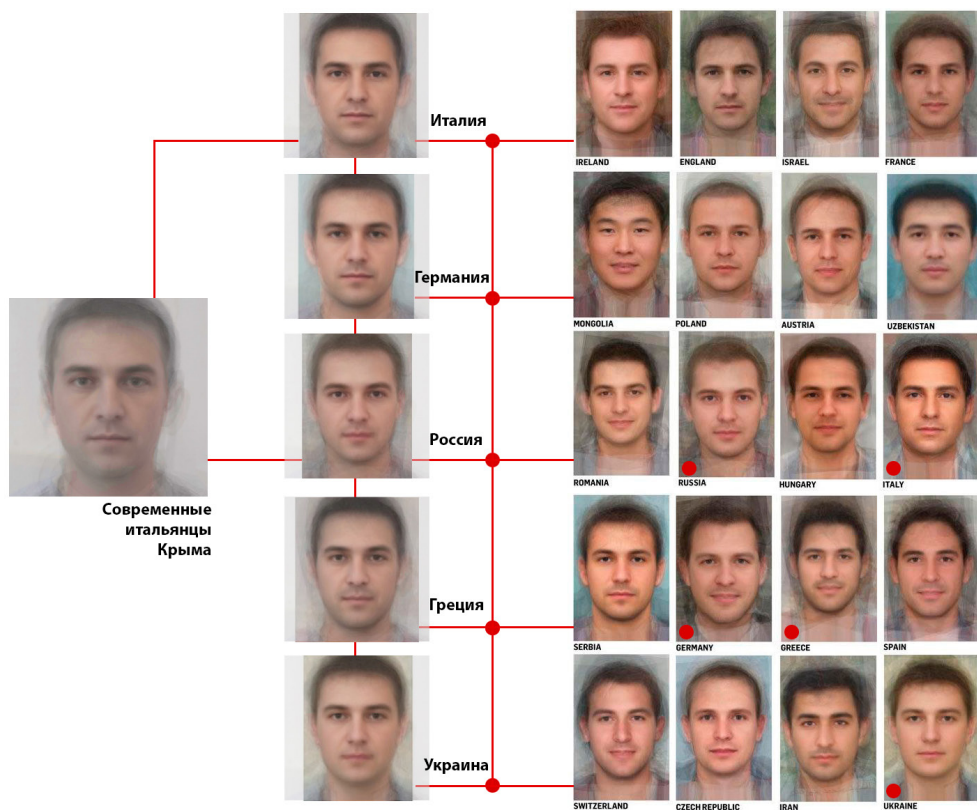 Италия
IRELAND
ENGLAND
ISRAEL
FRANCE
Германия
MONGOLIA
POLAND
AUSTRIA
UZBEKISTAN
Россия
ROMANIA
RUSSIA
HUNGARY
ITALY
Современные
итальянцы
Крыма
Греция
SERBIA
GERMANY
GREECE
SPAIN
Украина
SWITZERLAND
CZECH REPUBLIC
IRAN
UKRAINE